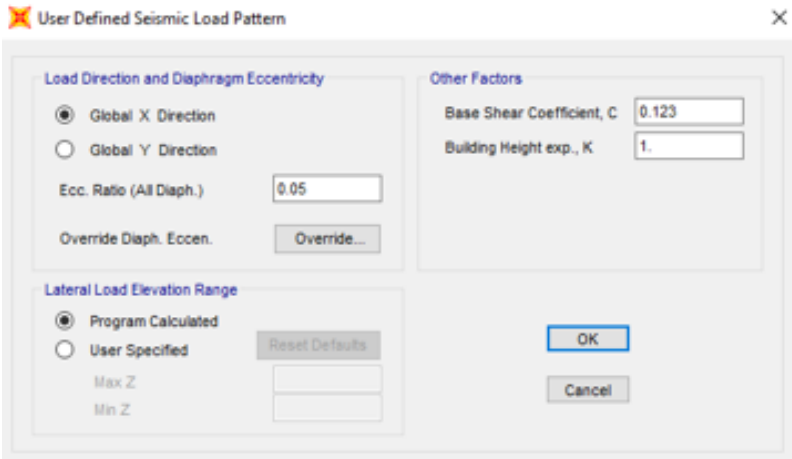 User Defined Seismic Load Pattern
Load Direction and Diaphragm Eccentricity
Global X Direction
Global Y Direction
Ecc. Ratio (All Diaph.) 0.05
Override Diaph. Eccen. Override...
Other Factors
Base Shear Coefficient, C 0.123
Building Height exp., K 1.
Lateral Load Elevation Range
Program Calculated
User Specified Reset Defaults
Max Z
Min Z
OK
Cancel